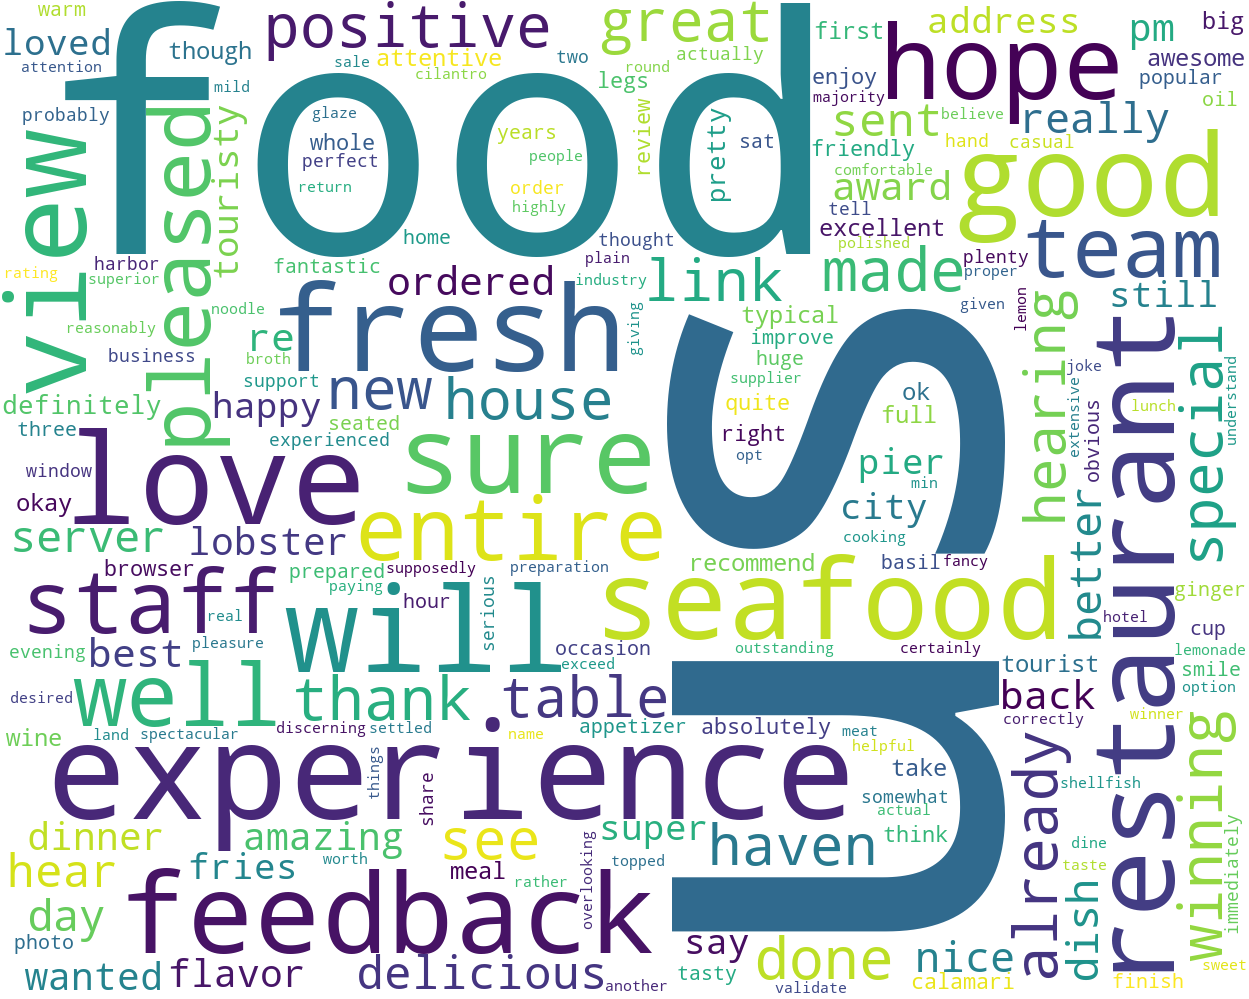 warm
positive
great
first
address
pm
big
loved
though
attentive
sale
two
actually
hope
awesome
attention
cilantro
round
legs
enjoy
popular
mild
food
majority
oil
probably
glaze
years
review
sent
believe
really
view
pleased
touristy
whole
perfect
people
pretty
sat
friendly
hand
casual
return
order
highly
comfortable
award
good
tell
excellent
home
thought
polished
team
rating
harbor
superior
fantastic
ordered
plain
industry
link
made
plenty
proper
still
reasonably
noodle
fresh
giving
typical
given
lemon
hearing
restaurant
special
business
re
broth
improve
huge
us
support
new
house
supplier
ok
joke
understand
definitely
happy
seated
quite
full
extensive
obvious
lunch
three
experienced
sure
right
opt
window
love
pier
min
okay
entire
city
better
server
lobster
cooking
browser
prepared
supposedly
preparation
recommend
basil
fancy
staff
paying
will
serious
seafood
ginger
real
hour
hotel
evening
best
pleasure
occasion
exceed
outstanding
certainly
cup
lemonade
desired
well
thank
table
tourist
smile
option
back
wine
land
spectacular
discerning
settled
name
appetizer
absolutely
meat
correctly
winner
helpful
experience
things
share
take
already
winning
shellfish
somewhat
actual
dinner
amazing
see
super
haven
think
dine
hear
fries
worth
meal
rather
overlooking
topped
taste
immediately
day
feedback
dish
photo
say
done
nice
wanted
flavor
delicious
another
tasty
validate
calamari
finish
sweet